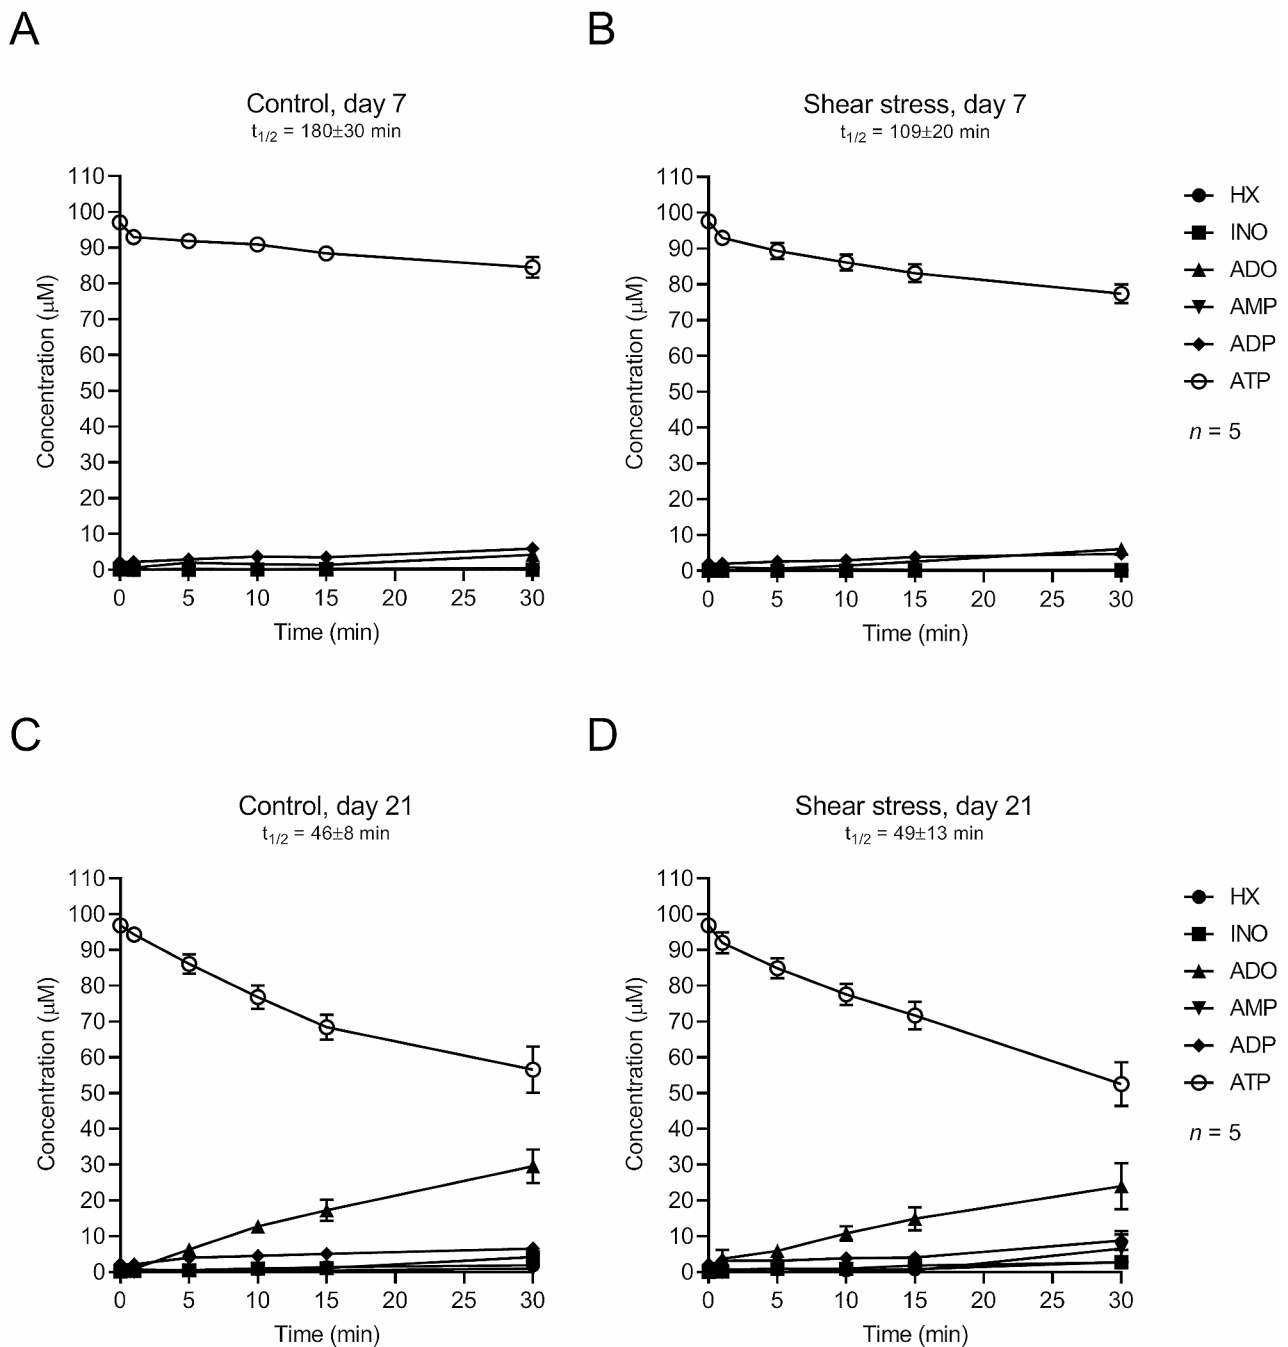 A
B
Control, day 7
t1/2 = 180±30 min
Shear stress, day 7
t1/2 = 109±20 min
110
100
90
80
70
60
50
40
30
20
10
0
Concentration (µM)
0 5 10 15 20 25 30
Time (min)
110
100
90
80
70
60
50
40
30
20
10
0
Concentration (µM)
0 5 10 15 20 25 30
Time (min)
HX
INO
ADO
AMP
ADP
ATP
n = 5
C
D
Control, day 21
t1/2 = 46±8 min
Shear stress, day 21
t1/2 = 49±13 min
110
100
90
80
70
60
50
40
30
20
10
0
Concentration (µM)
0 5 10 15 20 25 30
Time (min)
110
100
90
80
70
60
50
40
30
20
10
0
Concentration (µM)
0 5 10 15 20 25 30
Time (min)
HX
INO
ADO
AMP
ADP
ATP
n = 5